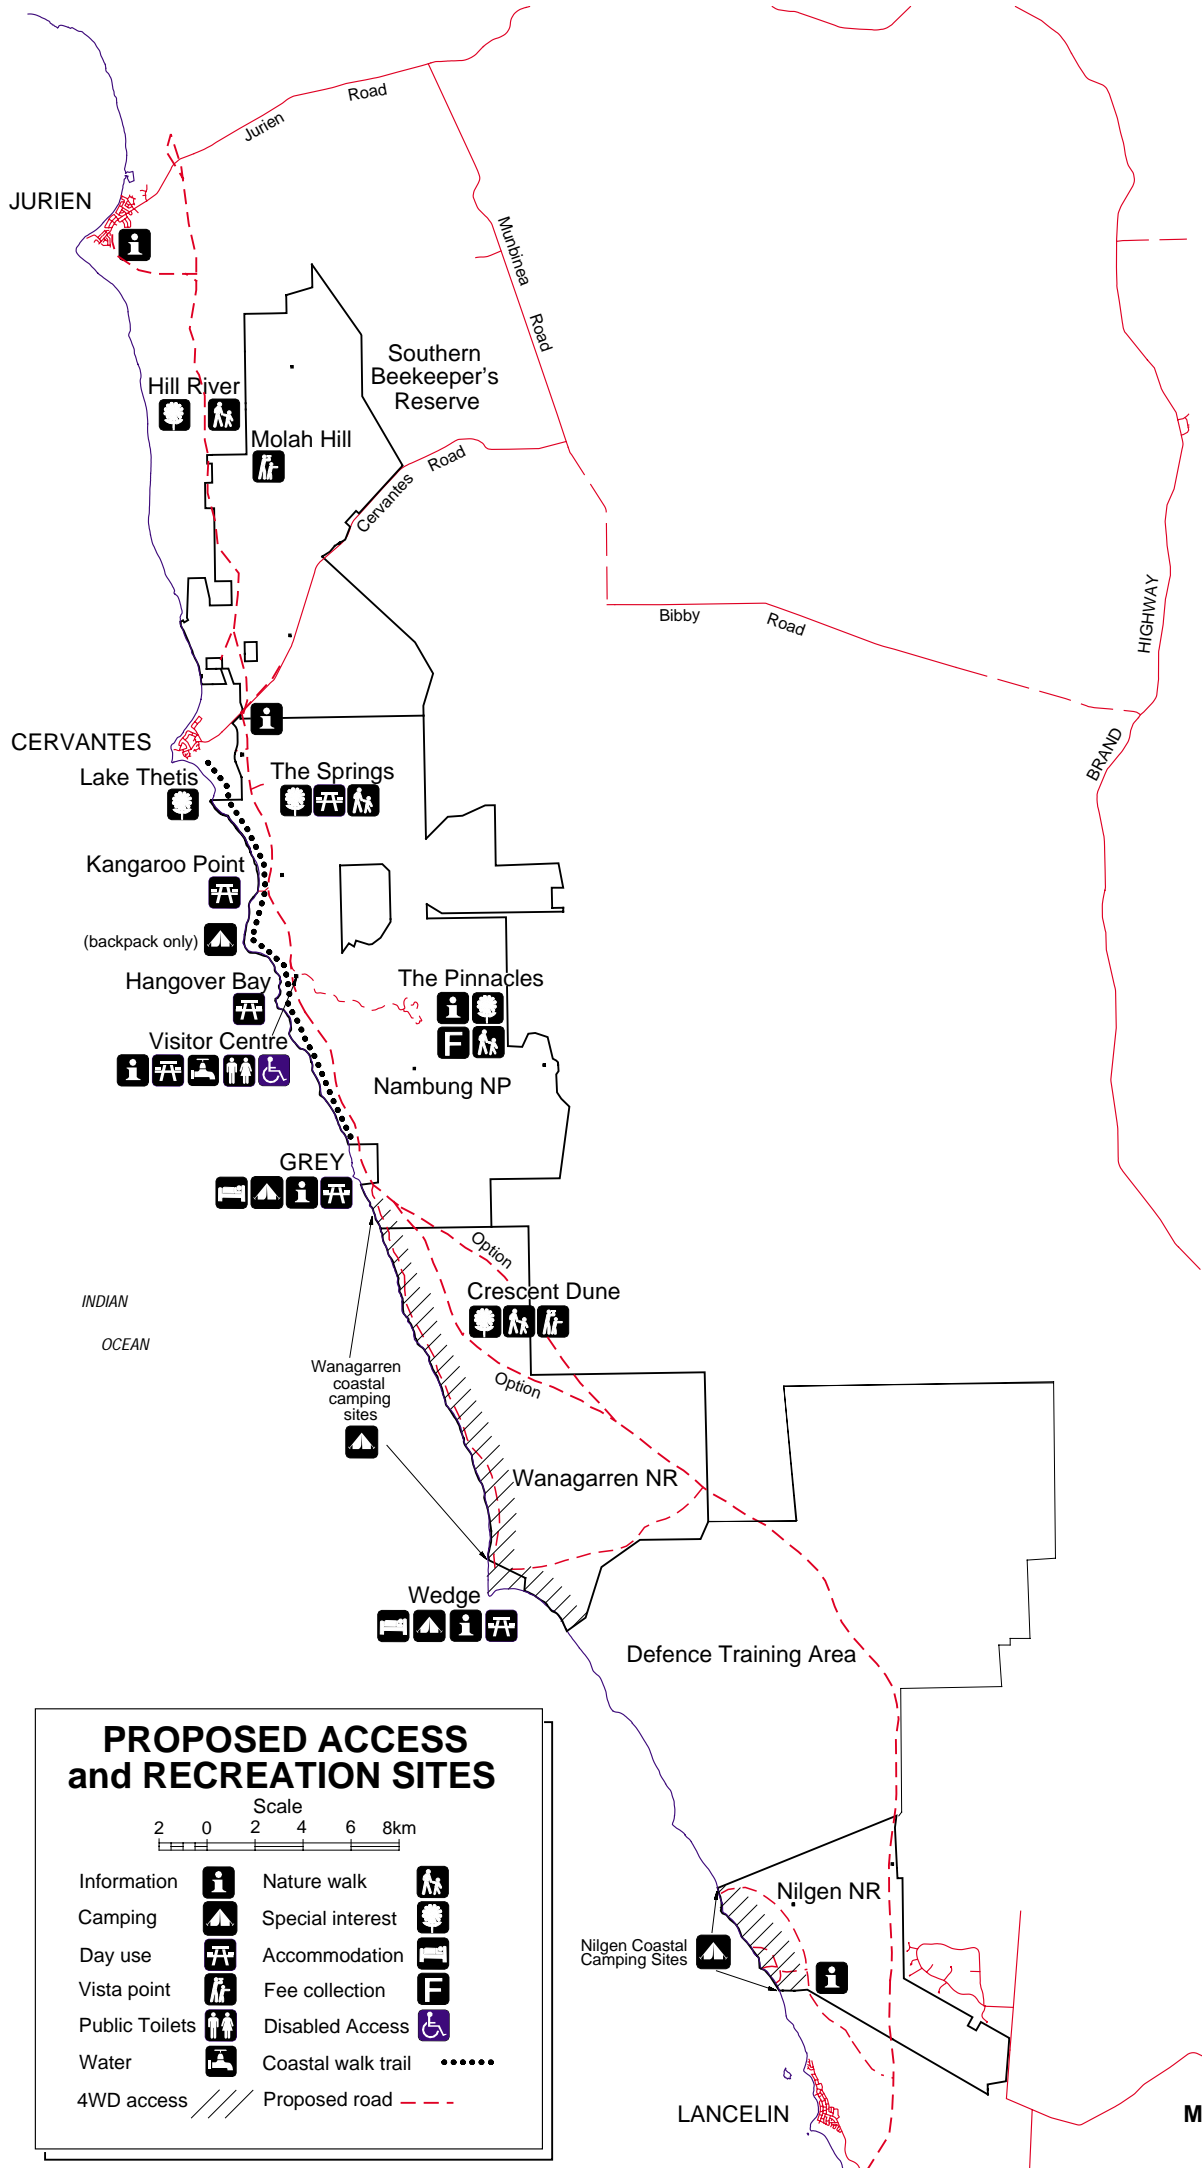 Road
Jurien
JURIEN
Munbinea
Road
Southern
Beekeeper's
Reserve
Hill River
Molah Hill
Road
Cervantes
HIGHWAY
Bibby
Road
BRAND
CERVANTES
Lake Thetis
The Springs
Kangaroo Point
(backpack only)
Hangover Bay
The Pinnacles
F
Visitor Centre
Nambung NP
GREY
Option
Crescent Dune
INDIAN
OCEAN
Wanagarren
coastal
camping
sites
Option
Wanagarren NR
Wedge
Defence Training Area
PROPOSED ACCESS
and RECREATION SITES
Scale
2 0 2 4 6 8km
Information
Nature walk
Camping
Special interest
Day use
Accommodation
Vista point
Fee collection F
Public Toilets
Disabled Access
Water
Coastal walk trail
4WD access
Proposed road
Nilgen NR
Nilgen Coastal
Camping Sites
LANCELIN
M